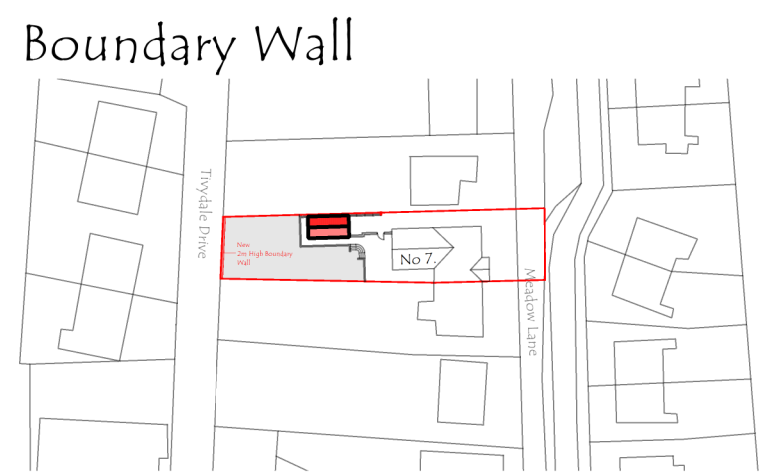 Boundary Wall
Tivydale Drive
New
2m High Boundary
Wall
No 7.
Meadow Lane